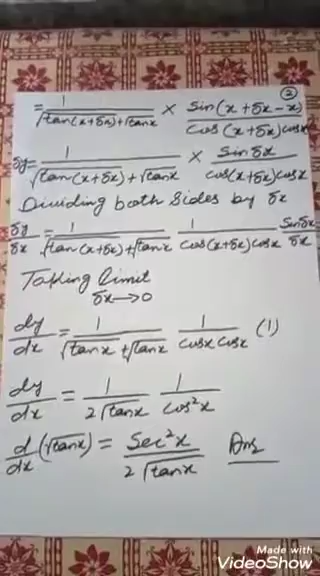 ②
= 1/(√tan(x+δx)+√tanx) × sin(x+δx-x)/(cos(x+δx)cosx
δy= 1/(√tan(x+δx)+√tanx) × sinδx/(cos(x+δx)cosx)
Dividing both sides by δx
δy/δx = 1/(√tan(x+δx)+√tanx) 1/(cos(x+δx)cosx) Sinδx/δx
Taking limit
δx→0
dy/dx = 1/(√tanx+√tanx) 1/(cosx cosx) (1)
dy/dx = 1/(2√tanx) 1/cos²x
d/dx(√tanx) = Sec²x/(2√tanx) Ans
Made with
VideoShow